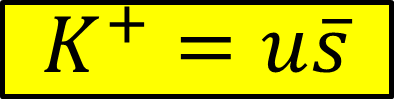 K⁺ = us̄